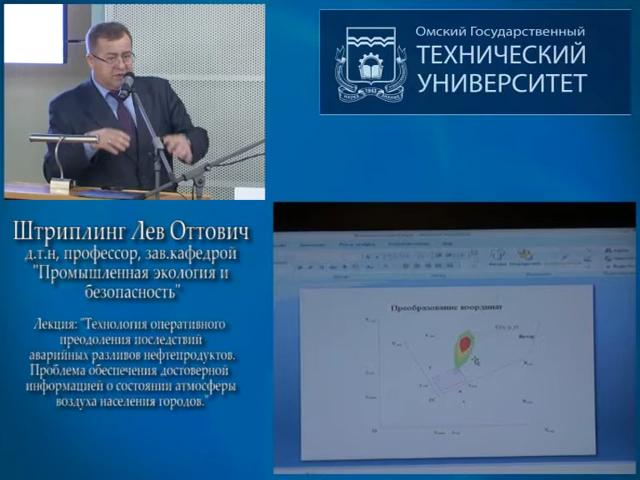 Омский Государственный
ТЕХНИЧЕСКИЙ
УНИВЕРСИТЕТ
Штриплинг Лев Оттович
д.т.н, профессор, зав.кафедрой
"Промышленная экология и
безопасность"
Лекция: "Технология оперативного
преодоления последствий
аварийных разливов нефтепродуктов.
Проблема обеспечения достоверной
информацией о состоянии атмосферы
воздуха населения городов."
Преобразование координат